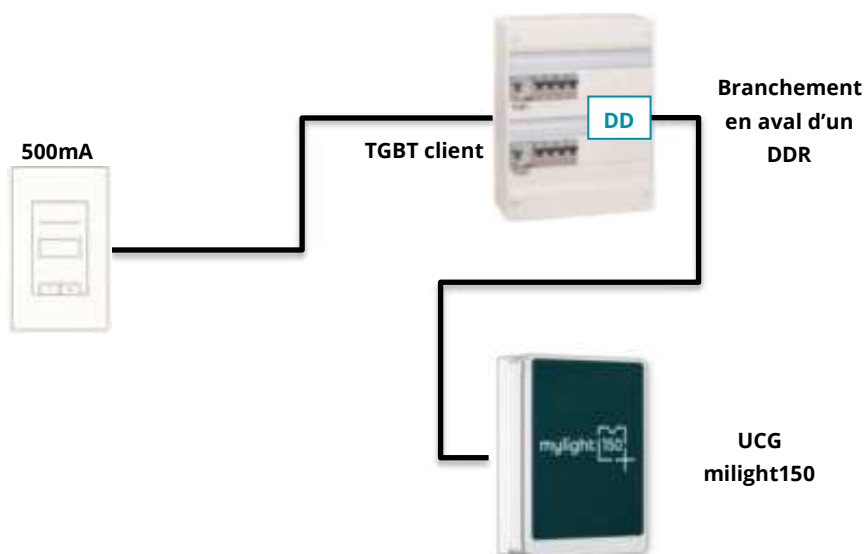 500mA
TGBT client
DD
Branchement
en aval d’un
DDR
mylight 150
UCG
milight150